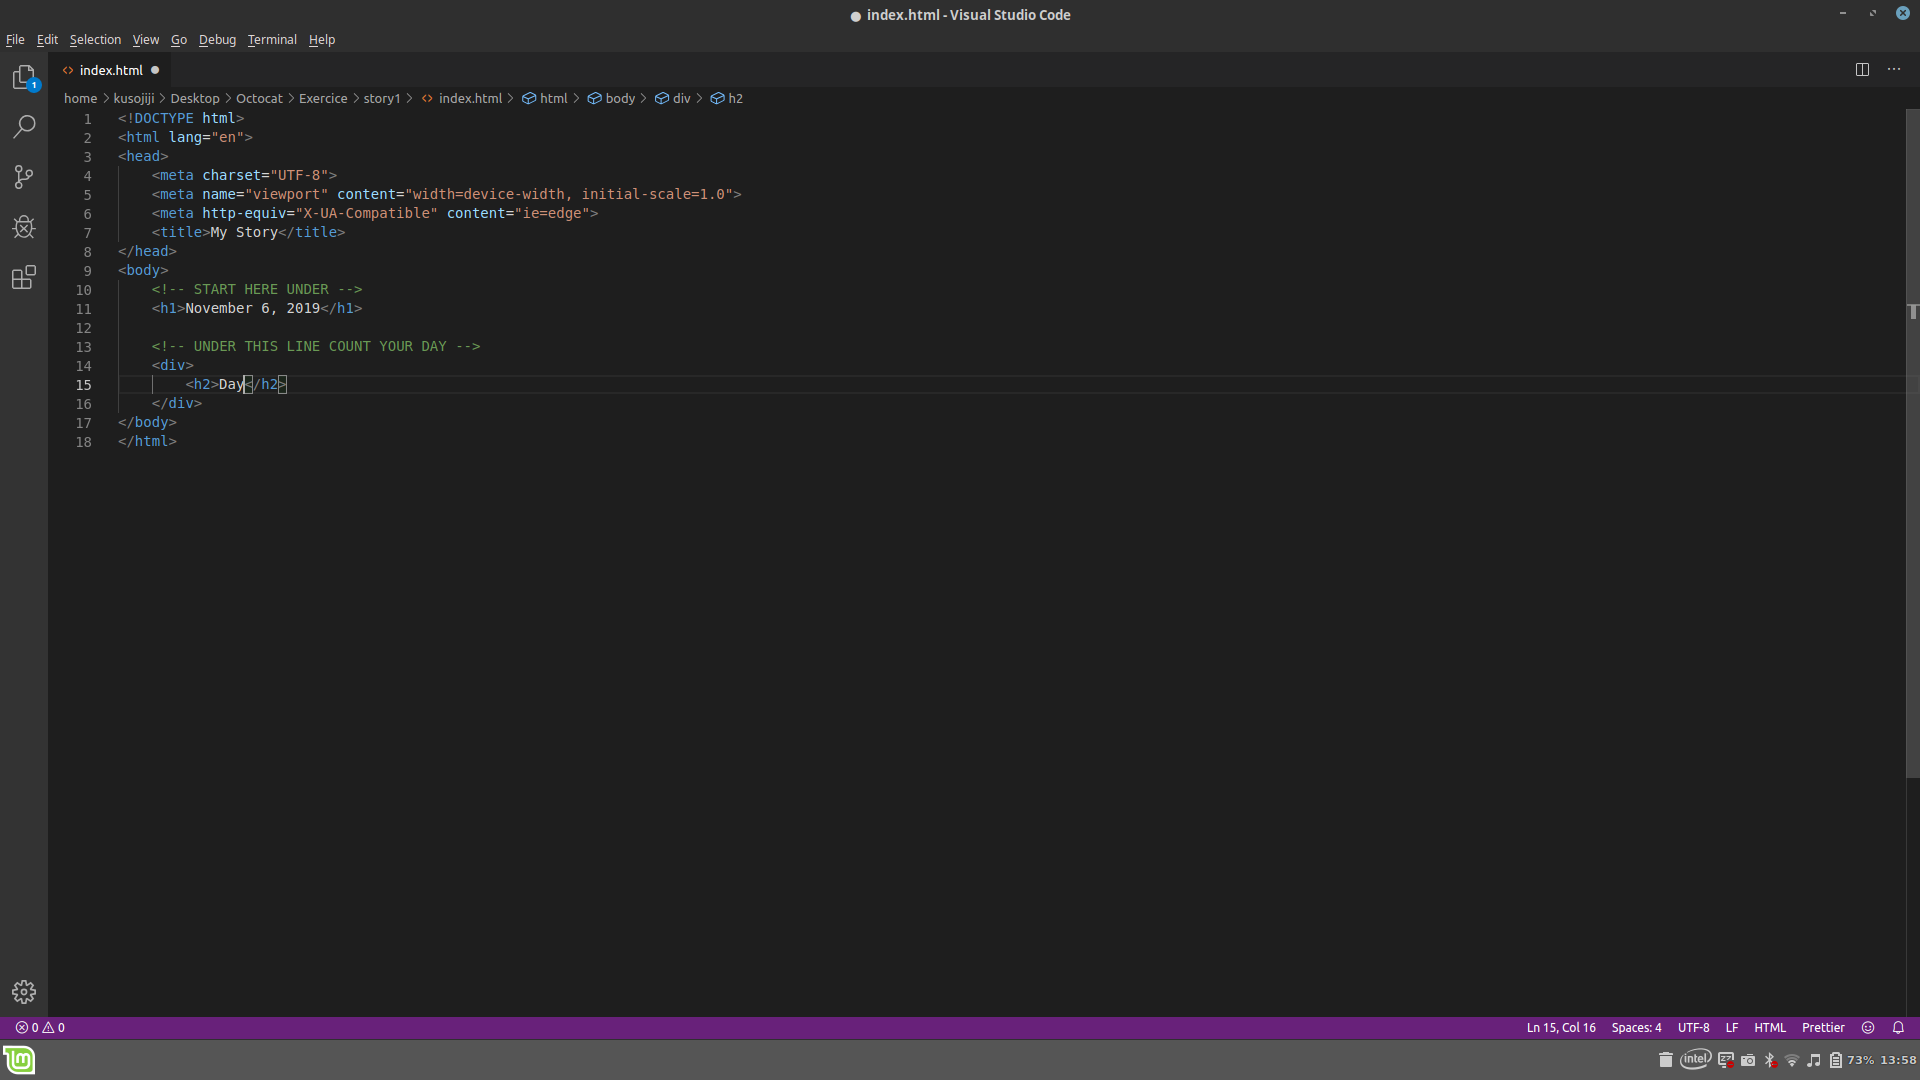 ● index.html - Visual Studio Code
File Edit Selection View Go Debug Terminal Help
1
<> index.html ●
home > kusojiji > Desktop > Octocat > Exercice > story1 > <> index.html > html > body > div > h2
1 <!DOCTYPE html>
2 <html lang="en">
3 <head>
4     <meta charset="UTF-8">
5     <meta name="viewport" content="width=device-width, initial-scale=1.0">
6     <meta http-equiv="X-UA-Compatible" content="ie=edge">
7     <title>My Story</title>
8 </head>
9 <body>
10     <!-- START HERE UNDER -->
11     <h1>November 6, 2019</h1>
12
13     <!-- UNDER THIS LINE COUNT YOUR DAY -->
14     <div>
15         <h2>Day</h2>
16     </div>
17 </body>
18 </html>
0 0 Ln 15, Col 16 Spaces: 4 UTF-8 LF HTML Prettier
intel 73% 13:58